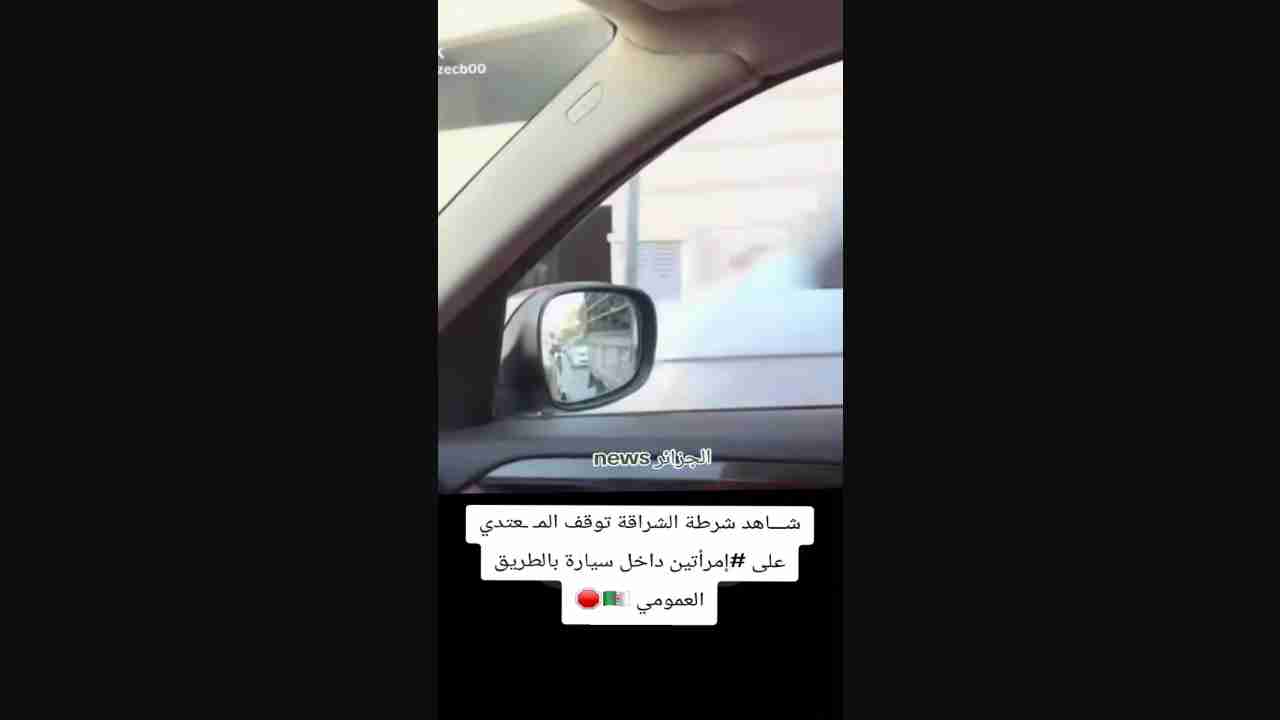 zecb00
الجزائر news
شـــاهد شرطة الشراقة توقف المـ ـعتدي
على #إمرأتين داخل سيارة بالطريق
العمومي 🇩🇿🛑